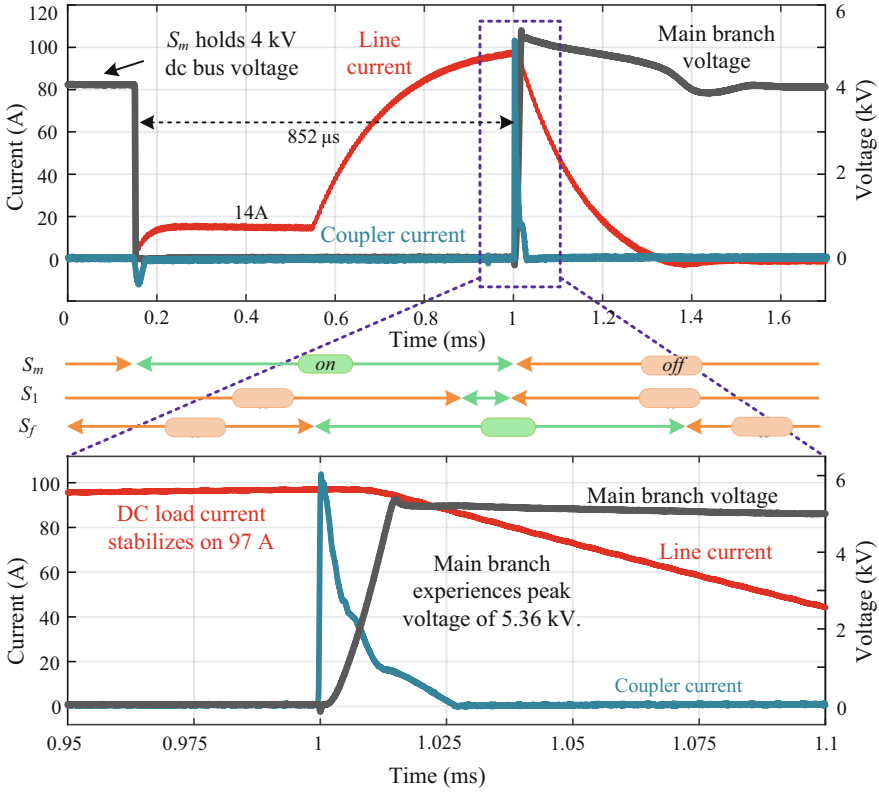 6
120
S_m holds 4 kV
dc bus voltage
Line
current
Main branch
voltage
100
80
4
60
852 µs
40
2
14A
20
Coupler current
0
0
Current (A)
Voltage (kV)
0
0.2
0.4
0.6
0.8
1
1.2
1.4
1.6
Time (ms)
S_m
on
off
S_1
S_f
100
6
DC load current
stabilizes on 97 A
Main branch voltage
80
Line current
4
60
Main branch
experiences peak
voltage of 5.36 kV.
40
2
20
Coupler current
0
0
Current (A)
Voltage (kV)
0.95
0.975
1
1.025
1.05
1.075
1.1
Time (ms)